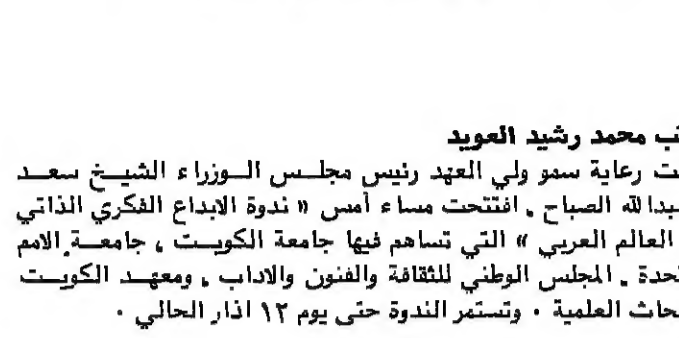 تب محمد رشيد العويد
ت رعاية سمو ولي العهد رئيس مجلس الوزراء الشيخ سعد
بدالله الصباح . افتتحت مساء أمس « ندوة الابداع الفكري الذاتي
العالم العربي » التي تساهم فيها جامعة الكويت ، جامعة الامم
تحدة . المجلس الوطني للثقافة والفنون والاداب . ومعهد الكويت
حاث العلمية . وتستمر الندوة حتى يوم ١٢ اذار الحالي .